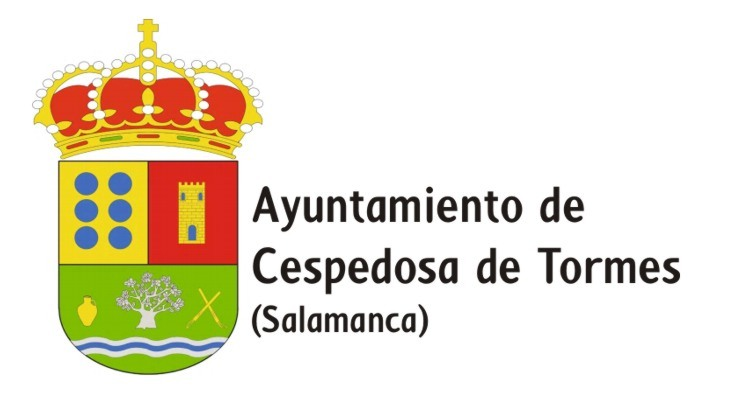 Ayuntamiento de
Cespedosa de Tormes
(Salamanca)